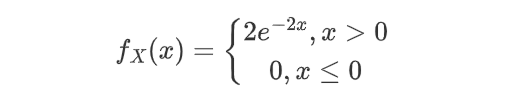 f_X(x) = { 2e^{-2x}, x > 0
0, x ≤ 0